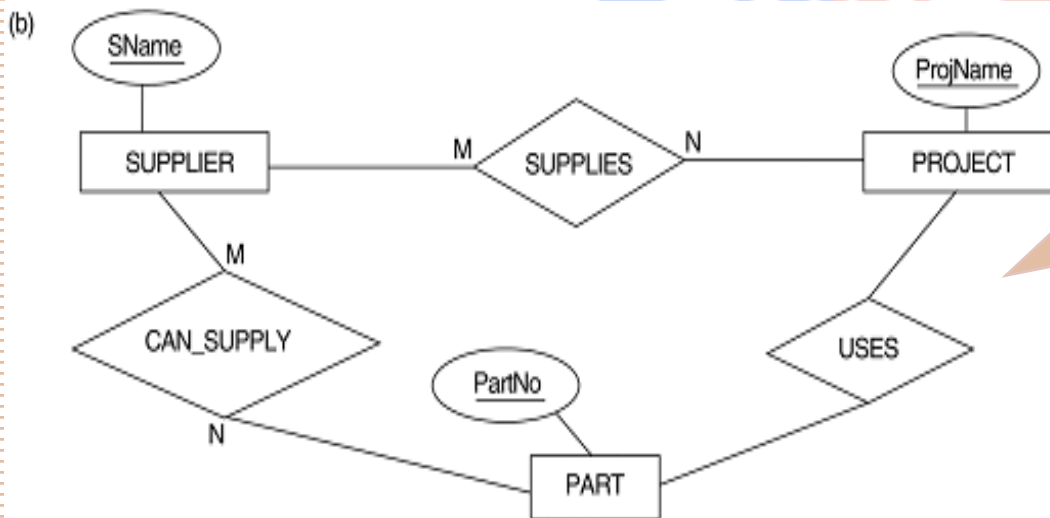 (b)
SName
ProjName
SUPPLIER
M
SUPPLIES
N
PROJECT
M
CAN_SUPPLY
N
USES
PartNo
PART